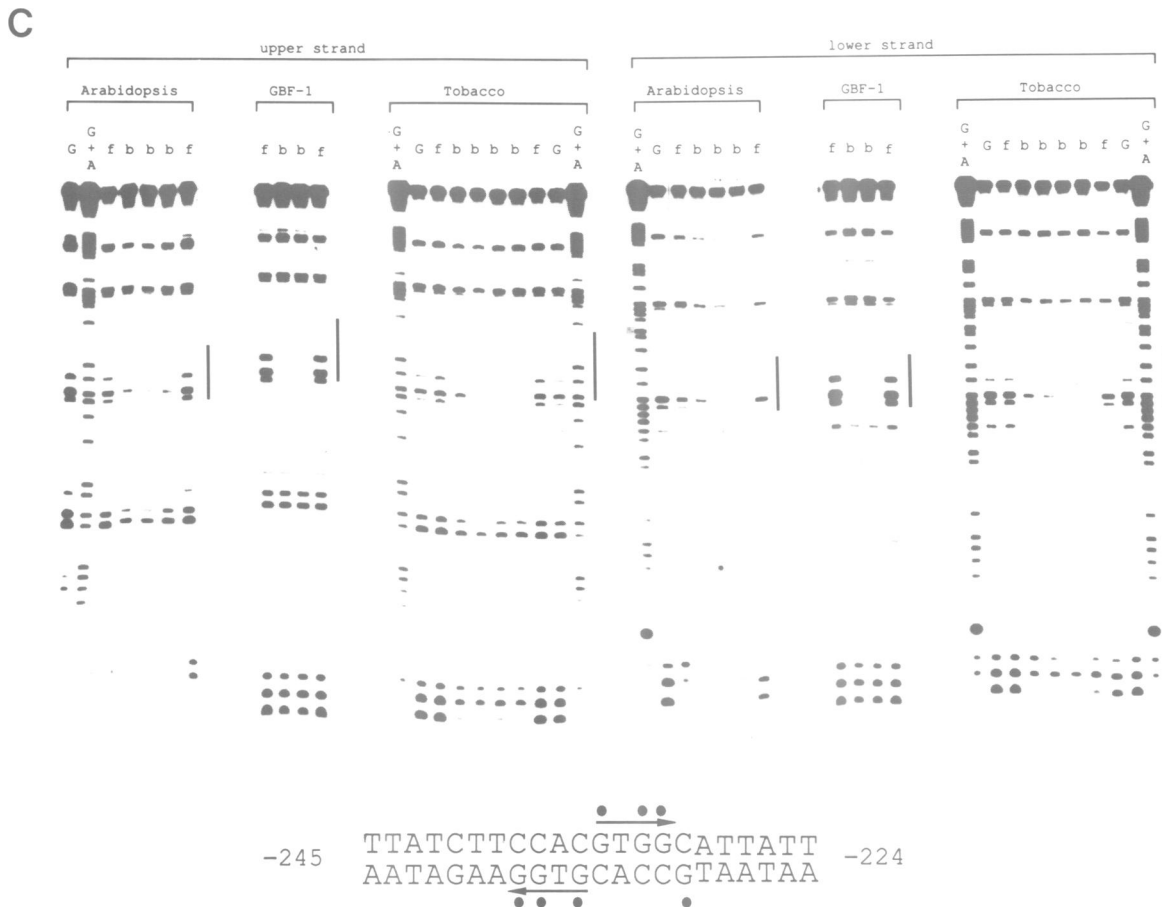 C
upper strand lower strand
Arabidopsis GBF-1 Tobacco Arabidopsis GBF-1 Tobacco
G G+A f b b b f f b b f G+A G f b b b b f G G+A G+A G f b b b f f b b f G+A G f b b b b f G G+A
TTATCTTCCACGTGGCATTATT
-245 -224
AATAGAAGGTGCACCGTAATAA